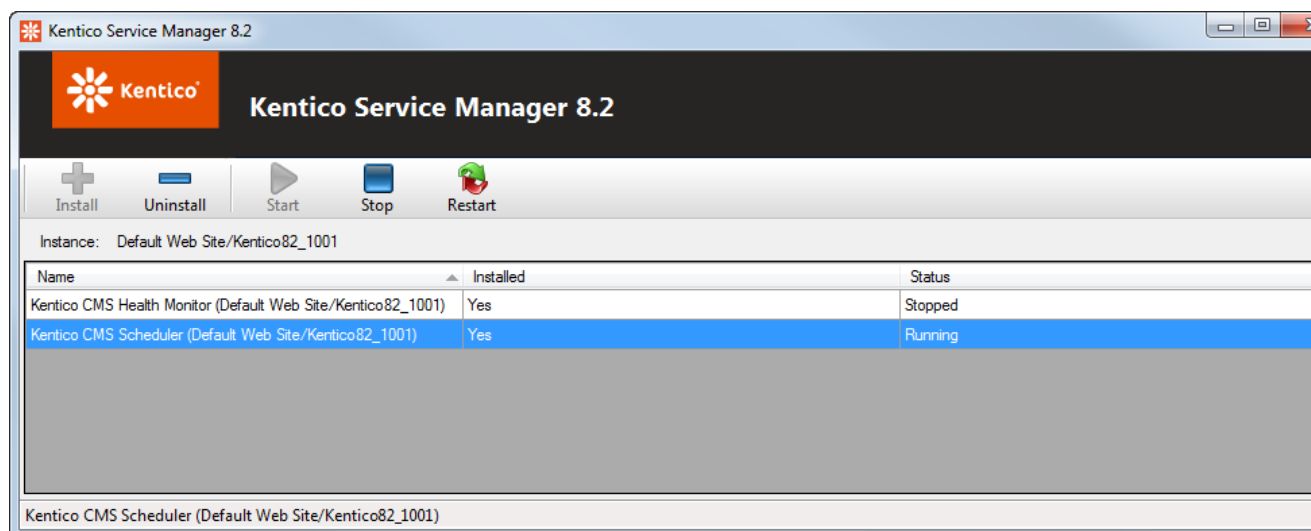 Kentico Service Manager 8.2
Kentico®
Kentico Service Manager 8.2
Install Uninstall Start Stop Restart
Instance: Default Web Site/Kentico82_1001
Name Installed Status
Kentico CMS Health Monitor (Default Web Site/Kentico82_1001) Yes Stopped
Kentico CMS Scheduler (Default Web Site/Kentico82_1001) Yes Running
Kentico CMS Scheduler (Default Web Site/Kentico82_1001)